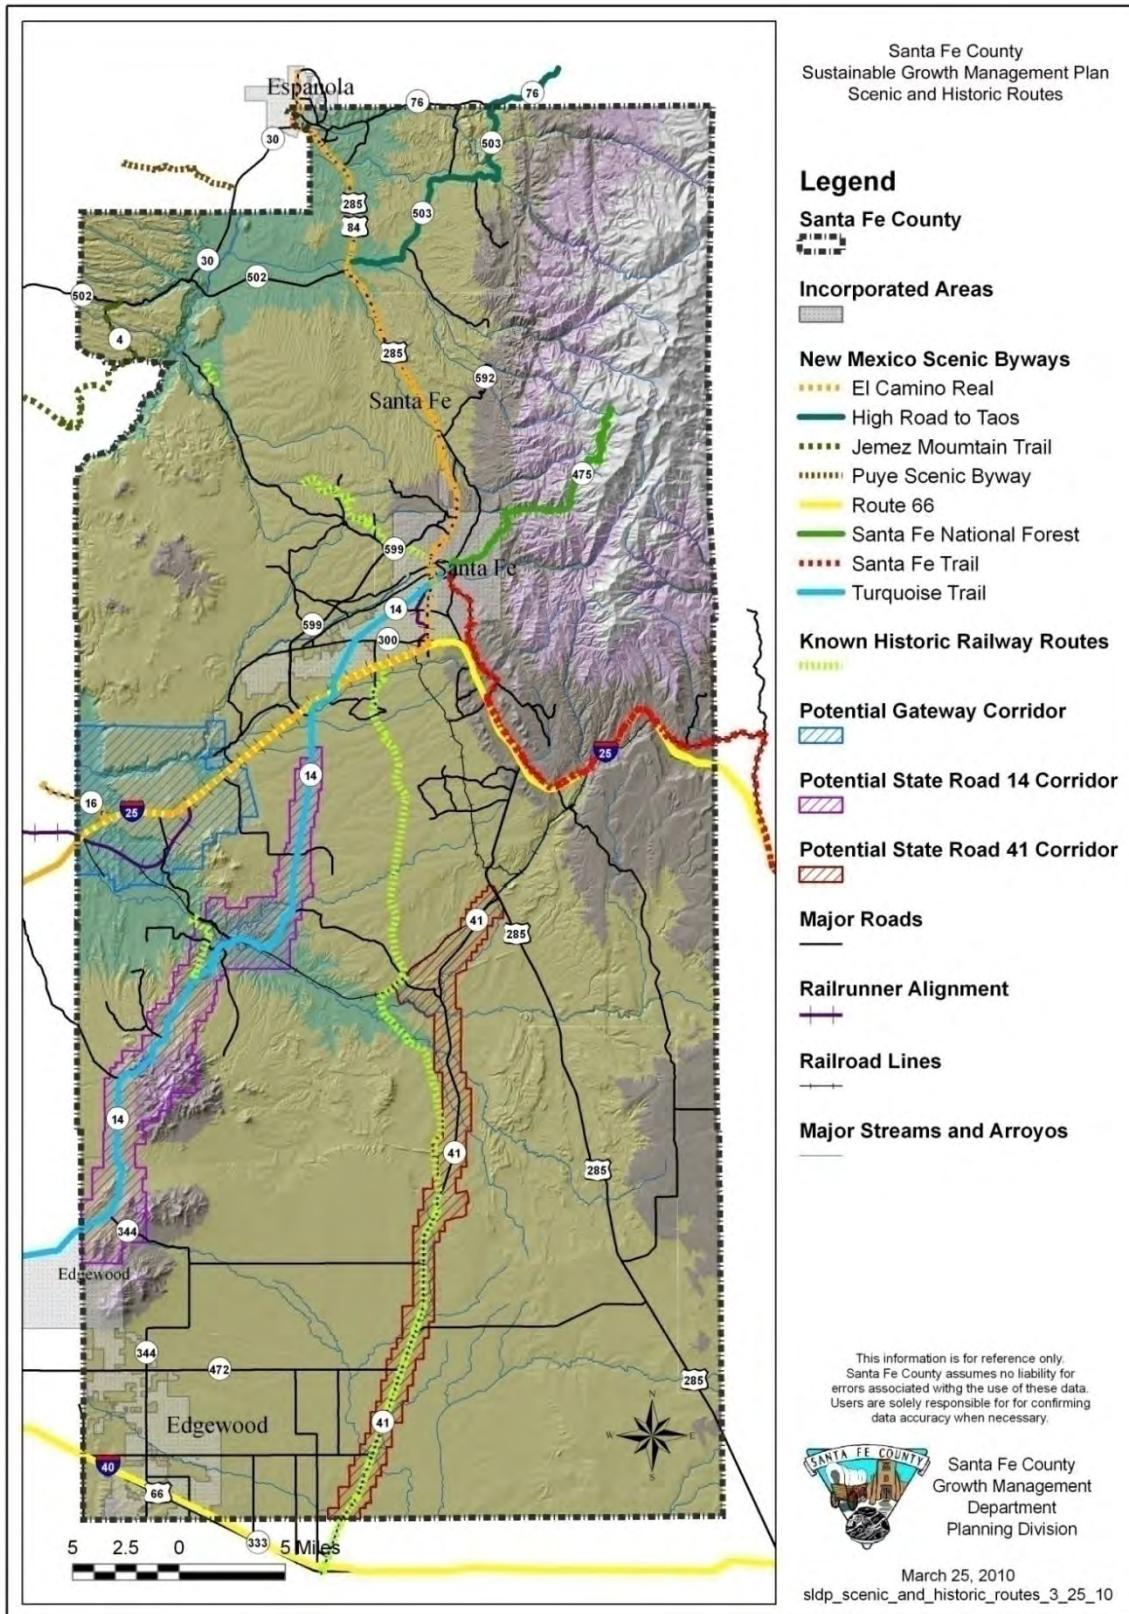 Santa Fe County
Sustainable Growth Management Plan
Scenic and Historic Routes
Legend
Santa Fe County
Incorporated Areas
New Mexico Scenic Byways
El Camino Real
High Road to Taos
Jemez Moumtain Trail
Puye Scenic Byway
Route 66
Santa Fe National Forest
Santa Fe Trail
Turquoise Trail
Known Historic Railway Routes
Potential Gateway Corridor
Potential State Road 14 Corridor
Potential State Road 41 Corridor
Major Roads
Railrunner Alignment
Railroad Lines
Major Streams and Arroyos
This information is for reference only.
Santa Fe County assumes no liability for
errors associated withg the use of these data.
Users are solely responsible for for confirming
data accuracy when necessary.
SANTA FE COUNTY
Santa Fe County
Growth Management
Department
Planning Division
March 25, 2010
sldp_scenic_and_historic_routes_3_25_10
Espanola
76
76
30
503
285
84
503
30
502
502
4
285
592
Santa Fe
475
599
Santa Fe
14
599
300
25
14
16
25
41
285
14
41
285
344
Edgewood
344
472
285
Edgewood
41
40
66
333
N
W
E
S
5 2.5 0 5 Miles